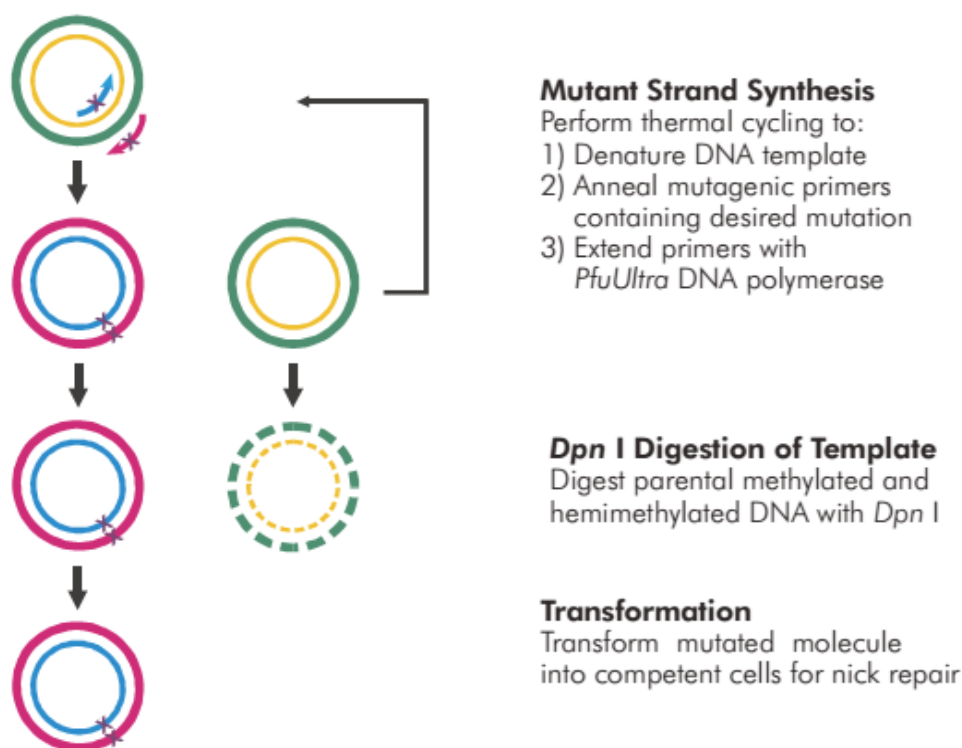 Mutant Strand Synthesis
Perform thermal cycling to:
1) Denature DNA template
2) Anneal mutagenic primers
containing desired mutation
3) Extend primers with
PfuUltra DNA polymerase
Dpn I Digestion of Template
Digest parental methylated and
hemimethylated DNA with Dpn I
Transformation
Transform mutated molecule
into competent cells for nick repair